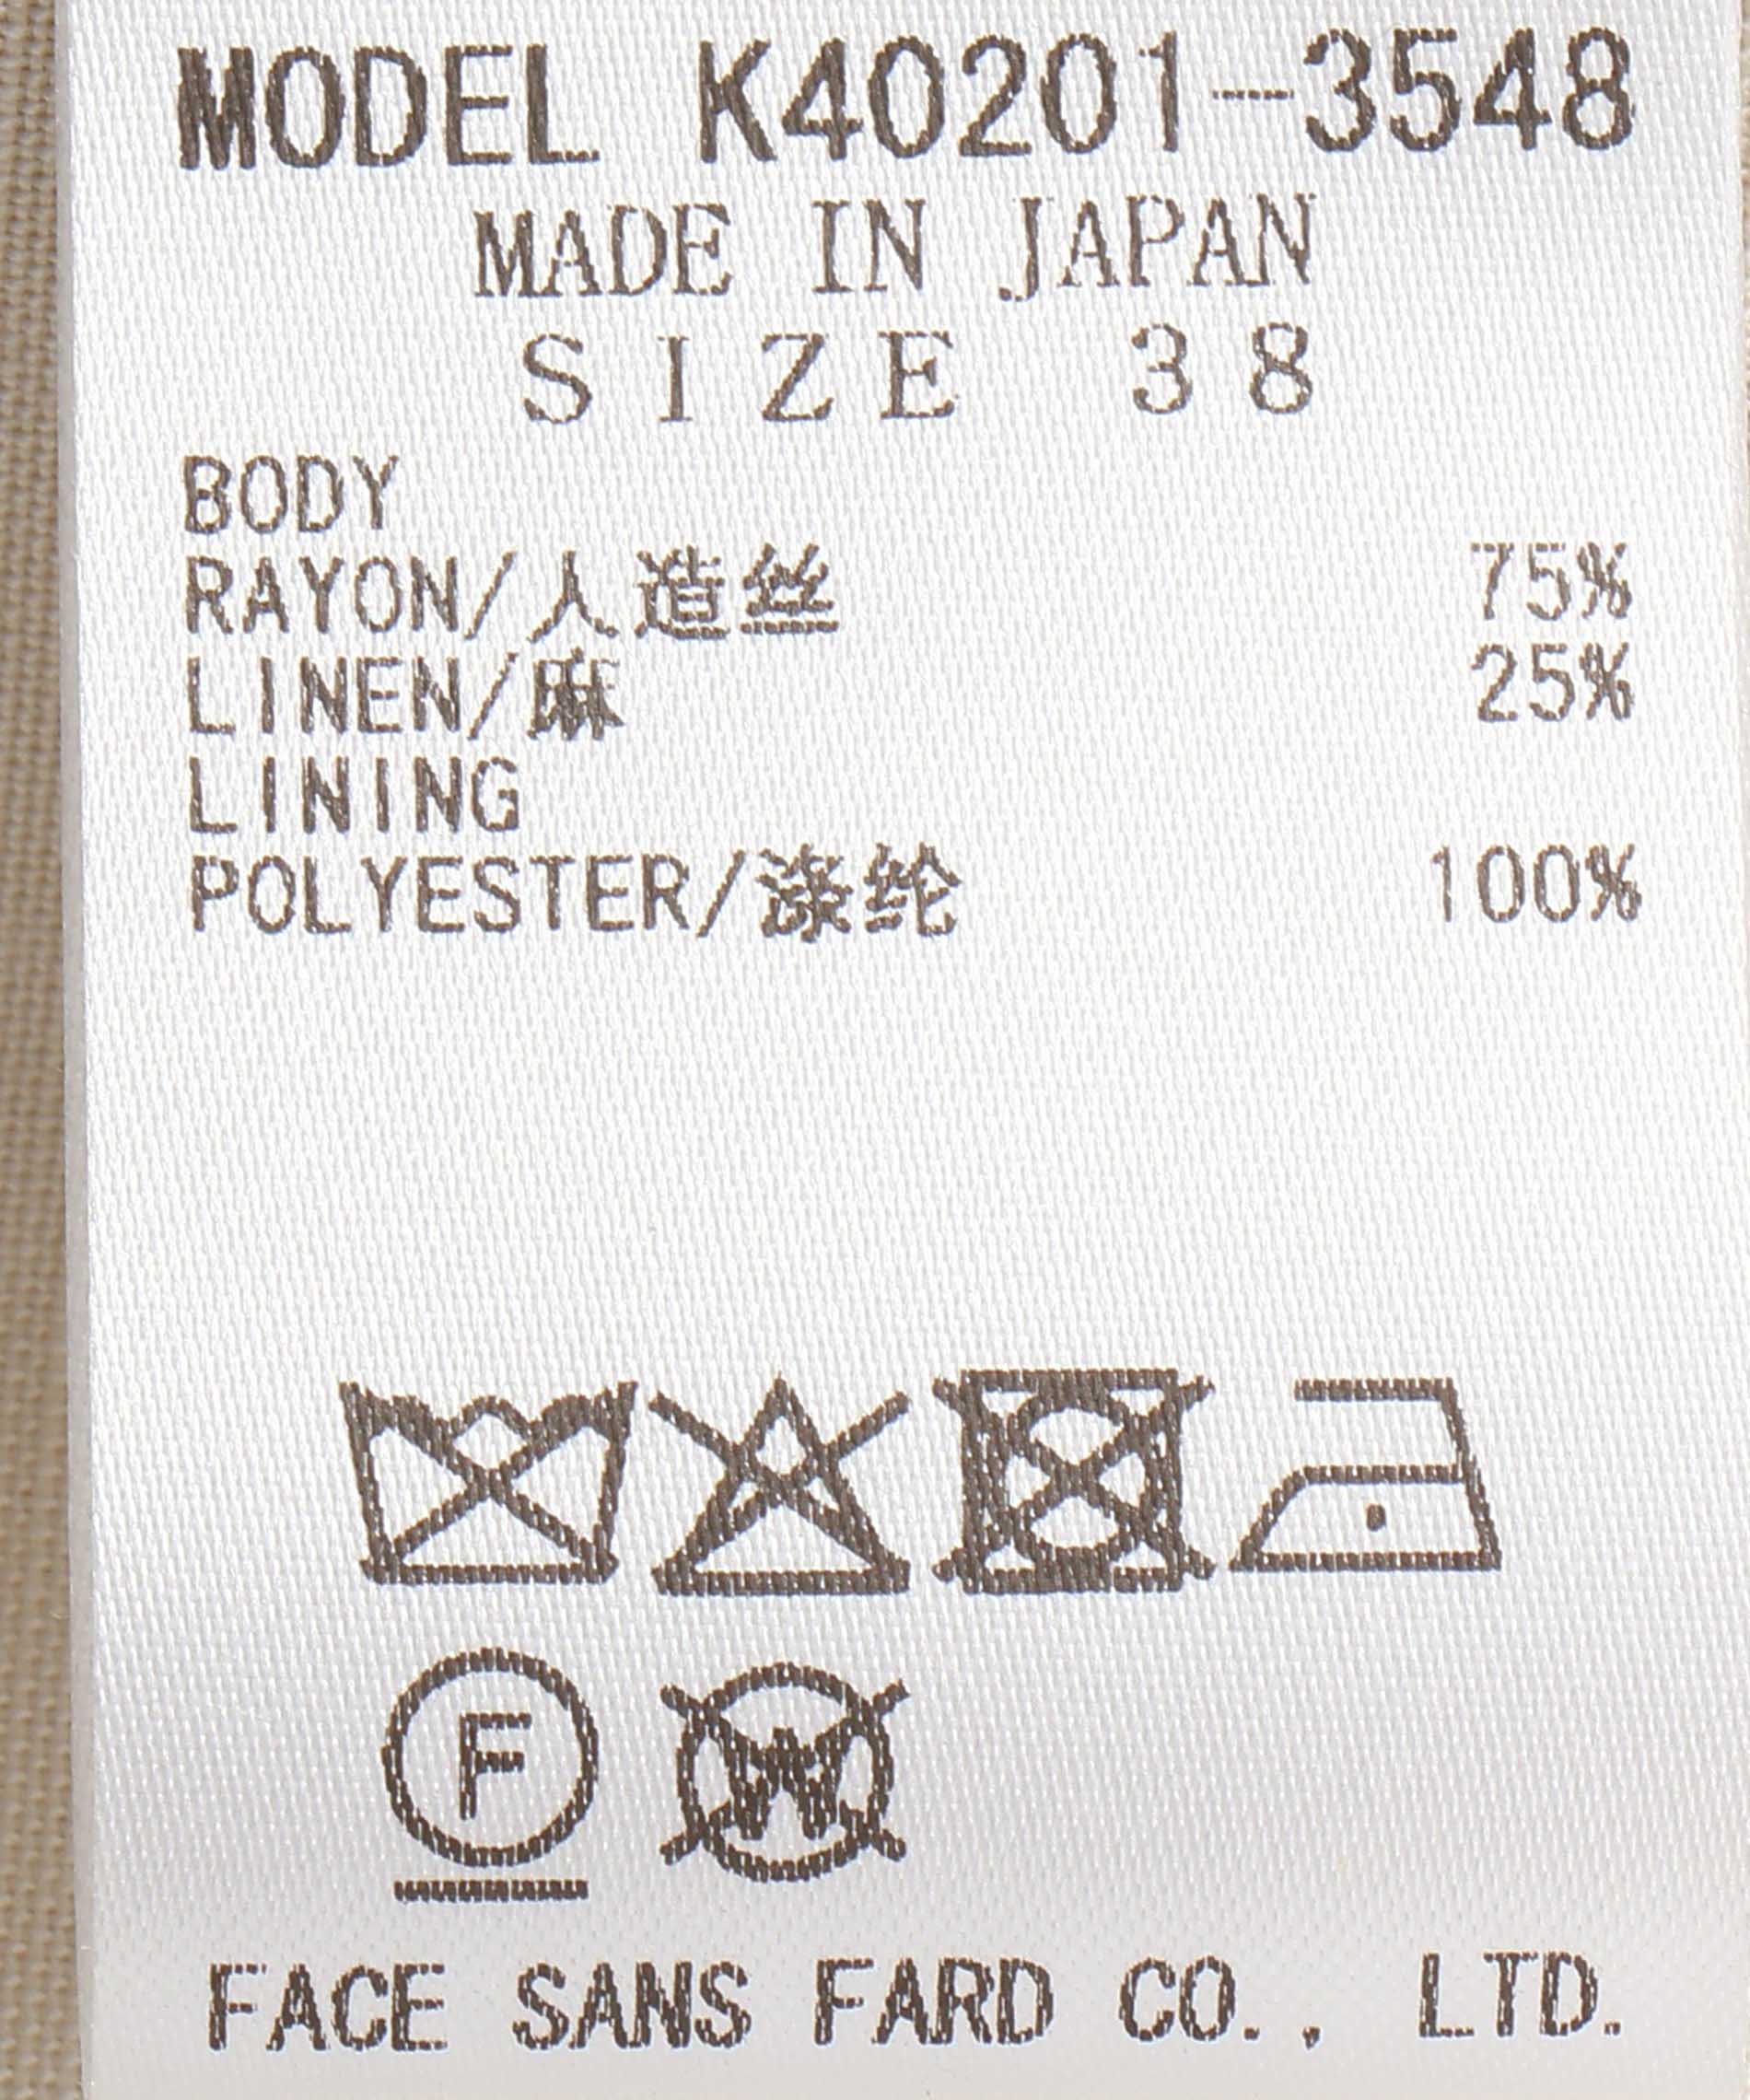 MODEL K40201-3548
MADE IN JAPAN
SIZE 38
BODY
RAYON/人造丝 75%
LINEN/麻 25%
LINING
POLYESTER/涤纶 100%
F W
FACE SANS FARD CO., LTD.